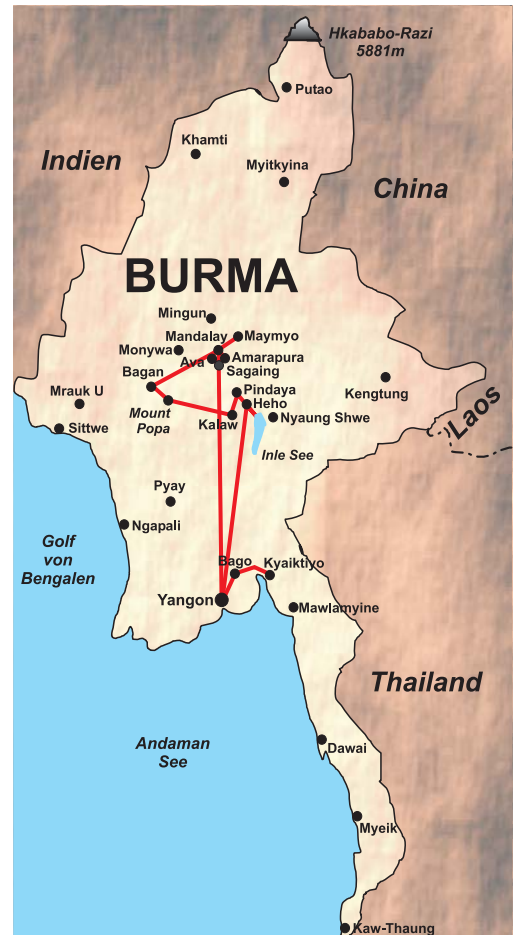 Hkababo-Razi
5881m
Putao
Khamti
Indien
Myitkyina
China
BURMA
Mingun
Mandalay
Maymyo
Monywa
Ava
Amarapura
Sagaing
Bagan
Pindaya
Kengtung
Mrauk U
Heho
Mount
Popa
Kalaw
Nyaung Shwe
Laos
Sittwe
Inle See
Pyay
Ngapali
Golf
von
Bengalen
Bago
Kyaiktiyo
Yangon
Mawlamyine
Thailand
Andaman
See
Dawai
Myeik
Kaw-Thaung